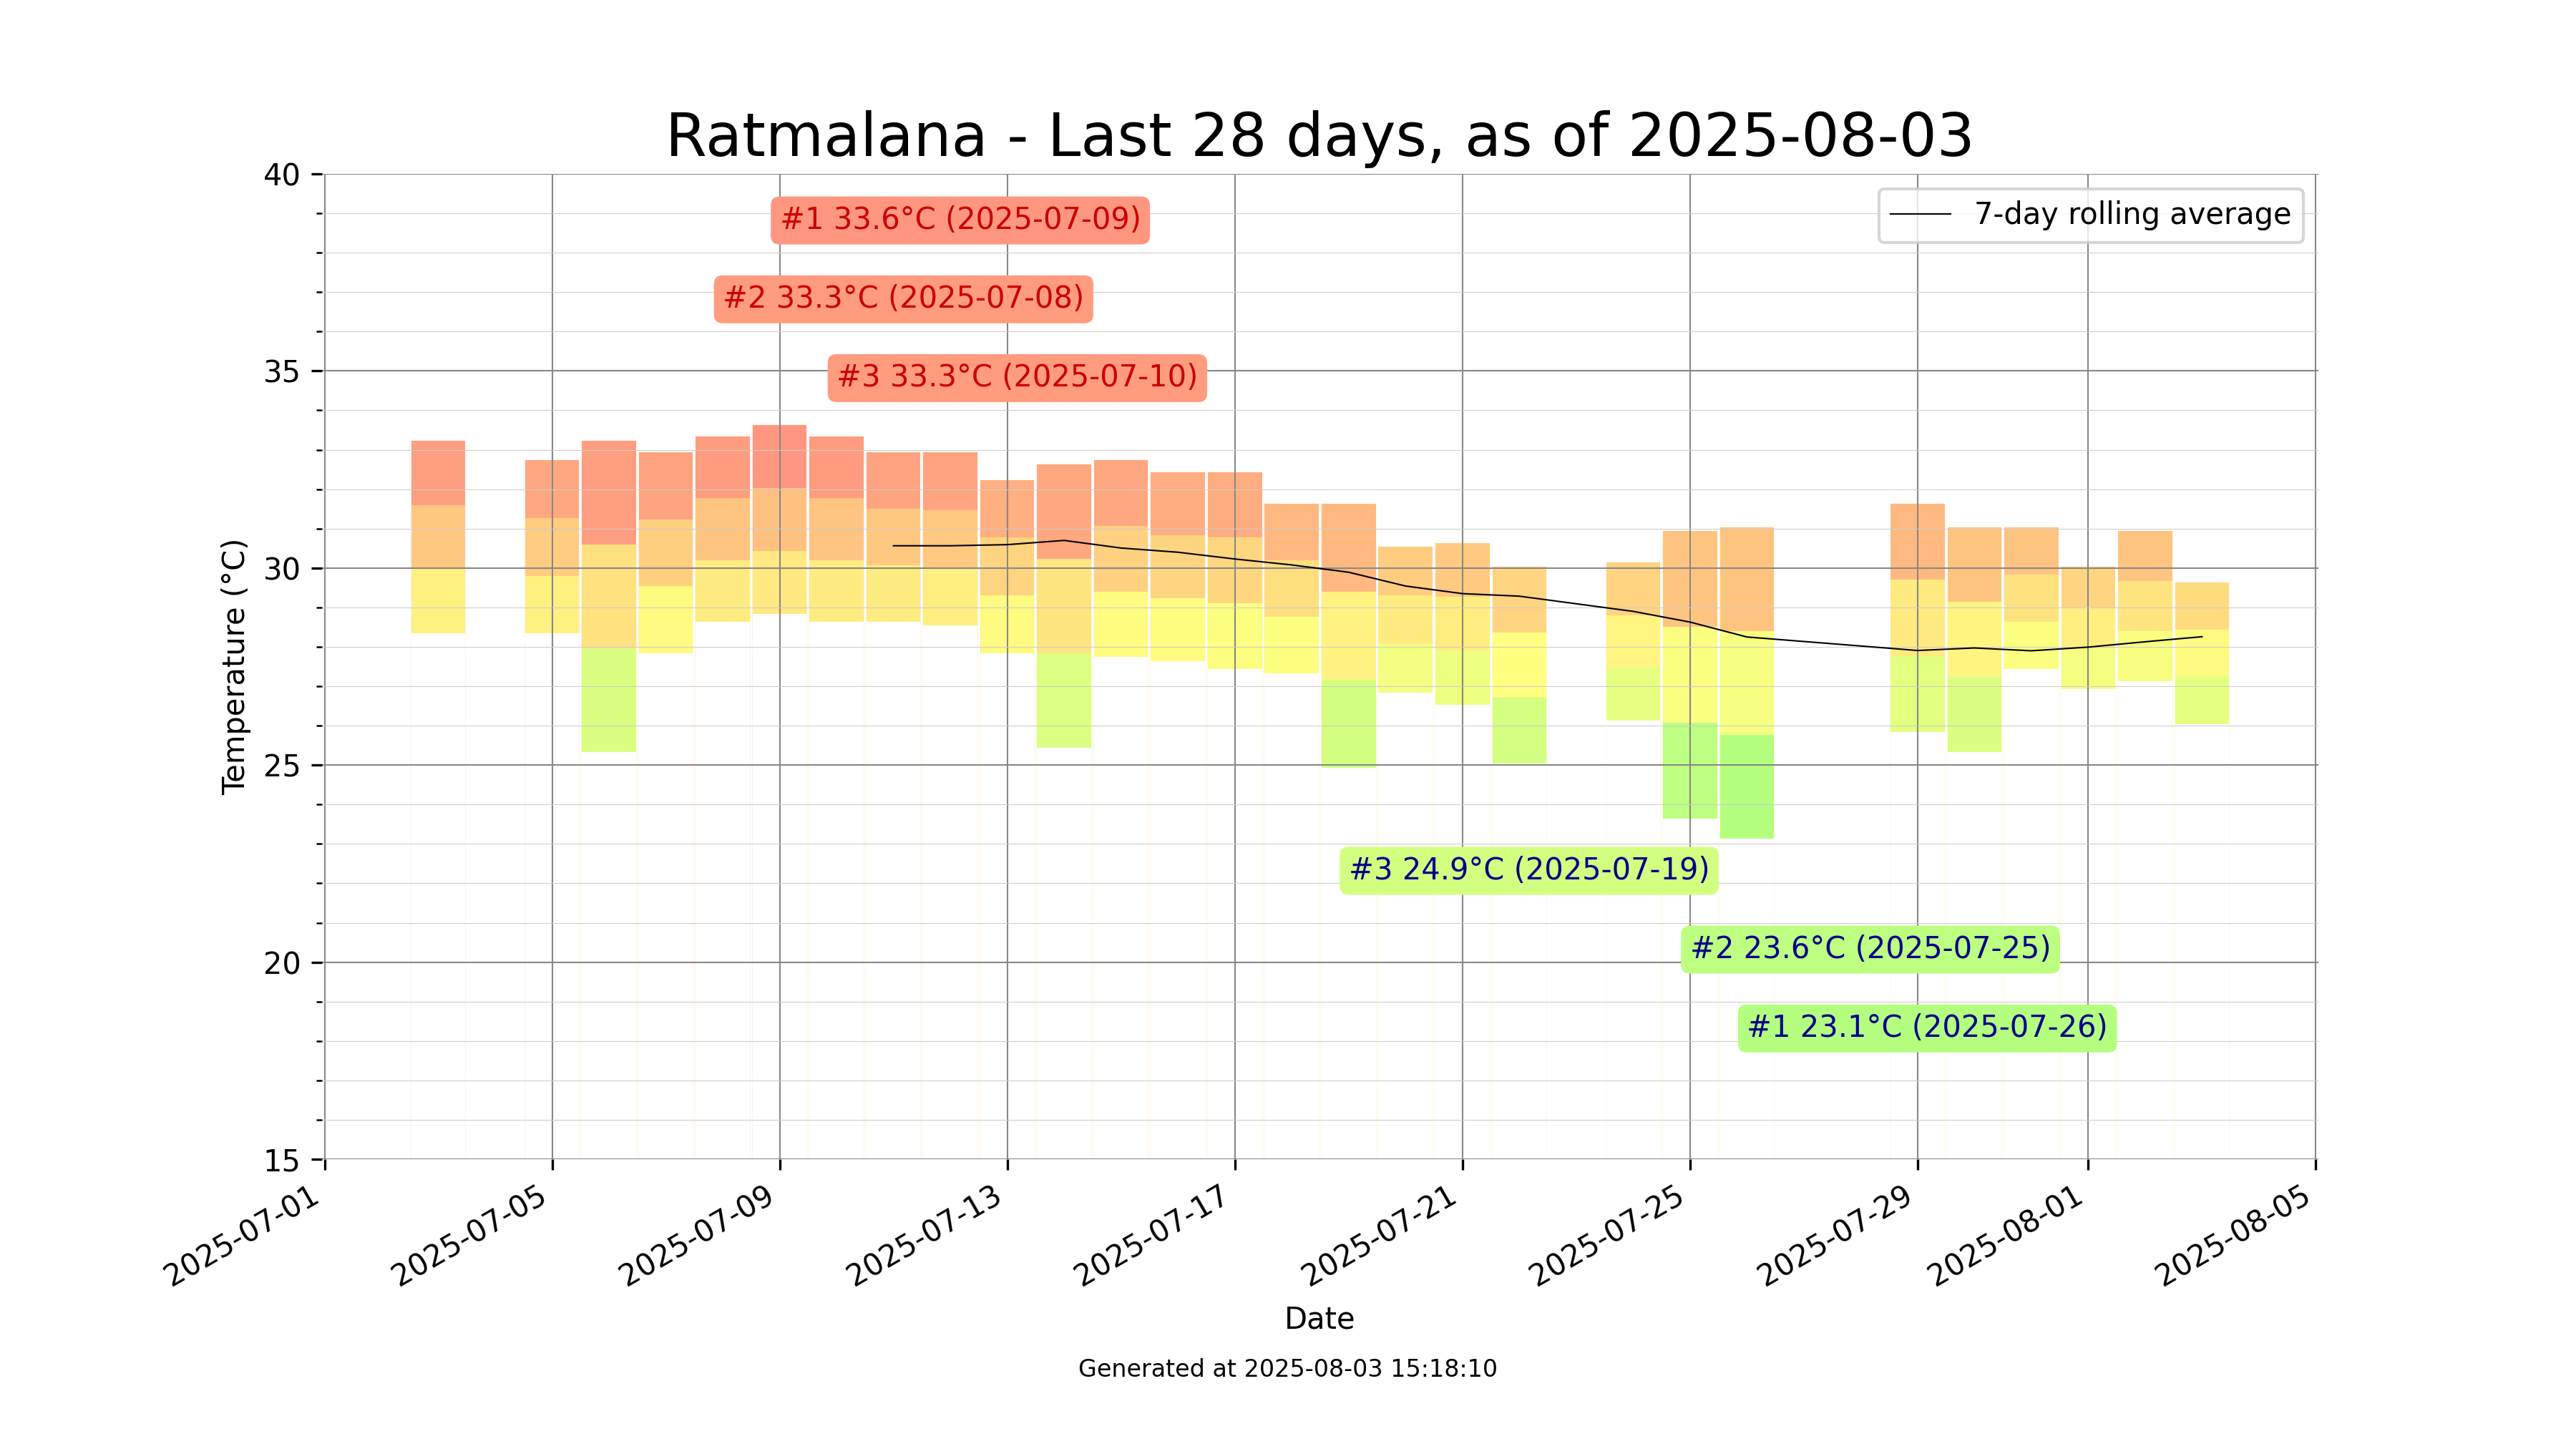 Ratmalana - Last 28 days, as of 2025-08-03
7-day rolling average
#1 33.6°C (2025-07-09)
#2 33.3°C (2025-07-08)
#3 33.3°C (2025-07-10)
#3 24.9°C (2025-07-19)
#2 23.6°C (2025-07-25)
#1 23.1°C (2025-07-26)
Temperature (°C)
40
35
30
25
20
15
2025-07-01
2025-07-05
2025-07-09
2025-07-13
2025-07-17
2025-07-21
2025-07-25
2025-07-29
2025-08-01
2025-08-05
Date
Generated at 2025-08-03 15:18:10